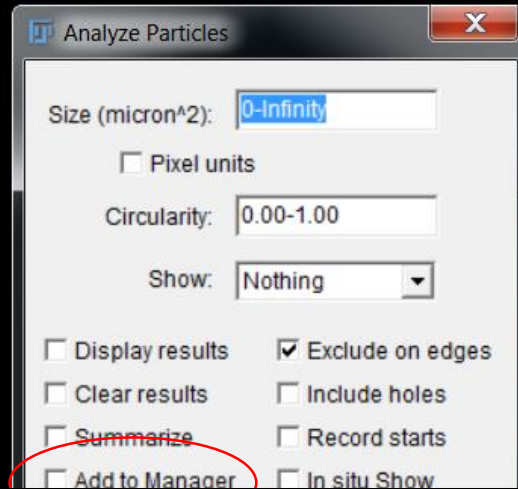 Analyze Particles
Size (micron^2): 0-Infinity
Pixel units
Circularity: 0.00-1.00
Show: Nothing
Display results Exclude on edges
Clear results Include holes
Summarize Record starts
Add to Manager In situ Show